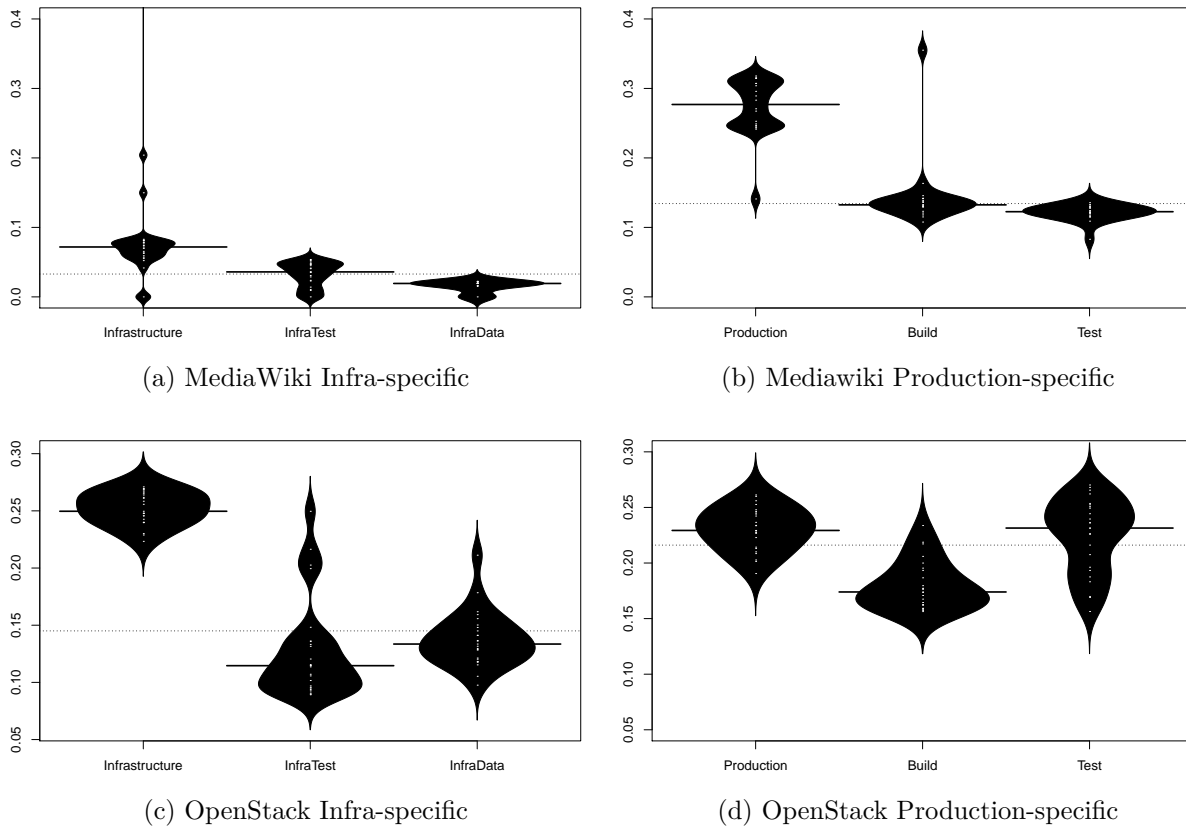 0.4
0.3
0.2
0.1
0.0
Infrastructure InfraTest InfraData
(a) MediaWiki Infra-specific
0.4
0.3
0.2
0.1
0.0
Production Build Test
(b) Mediawiki Production-specific
0.30
0.25
0.20
0.15
0.10
0.05
Infrastructure InfraTest InfraData
(c) OpenStack Infra-specific
0.30
0.25
0.20
0.15
0.10
0.05
Production Build Test
(d) OpenStack Production-specific